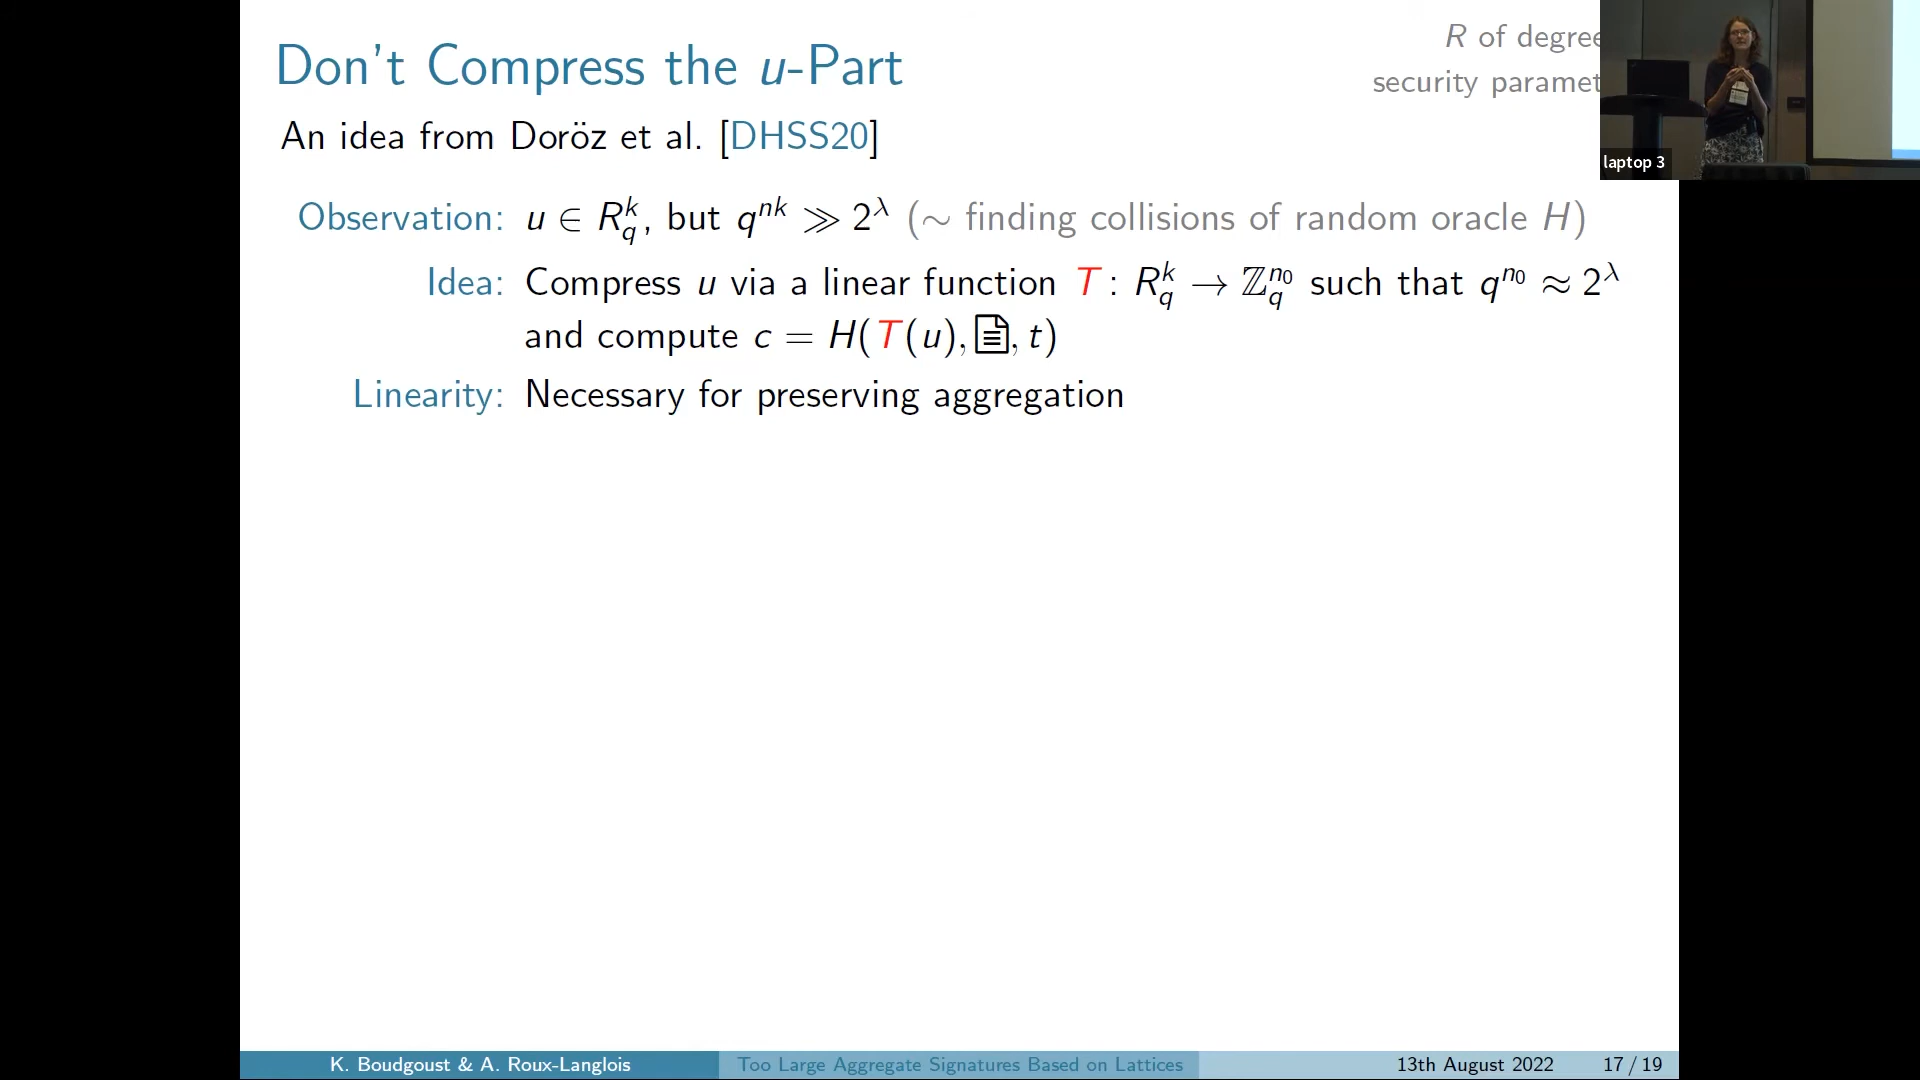 Don't Compress the u-Part
R of degree
security paramet
An idea from Doröz et al. [DHSS20]
Observation: u ∈ R_q^k, but q^{nk} ≫ 2^λ (∼ finding collisions of random oracle H)
Idea: Compress u via a linear function T : R_q^k → ℤ_q^{n_0} such that q^{n_0} ≈ 2^λ
and compute c = H(T(u), , t)
Linearity: Necessary for preserving aggregation
laptop 3
K. Boudgoust & A. Roux-Langlois
Too Large Aggregate Signatures Based on Lattices
13th August 2022
17 / 19